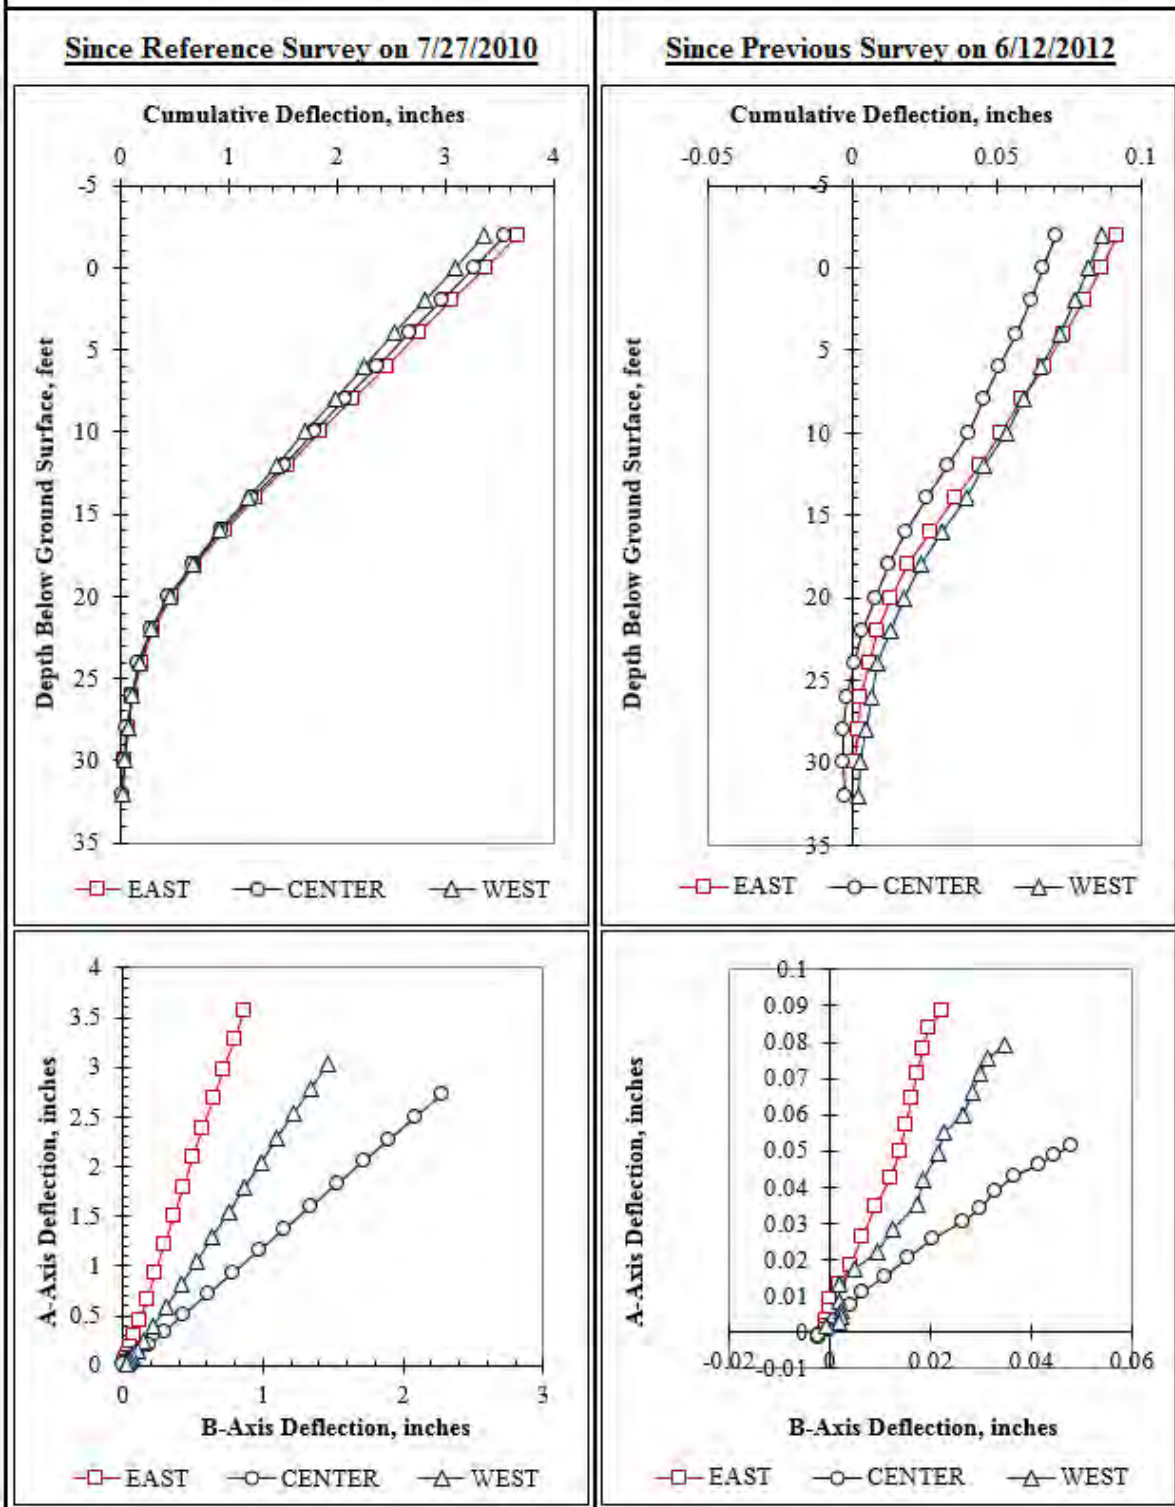 Since Reference Survey on 7/27/2010
Cumulative Deflection, inches
0 1 2 3 4
-5
0
5
10
15
20
25
30
35
Depth Below Ground Surface, feet
EAST CENTER WEST
Since Previous Survey on 6/12/2012
Cumulative Deflection, inches
-0.05 0 0.05 0.1
-5
0
5
10
15
20
25
30
35
Depth Below Ground Surface, feet
EAST CENTER WEST
4
3.5
3
2.5
2
1.5
1
0.5
0
A-Axis Deflection, inches
0 1 2 3
B-Axis Deflection, inches
EAST CENTER WEST
0.1
0.09
0.08
0.07
0.06
0.05
0.04
0.03
0.02
0.01
0
-0.01
A-Axis Deflection, inches
-0.02 0 0.02 0.04 0.06
B-Axis Deflection, inches
EAST CENTER WEST